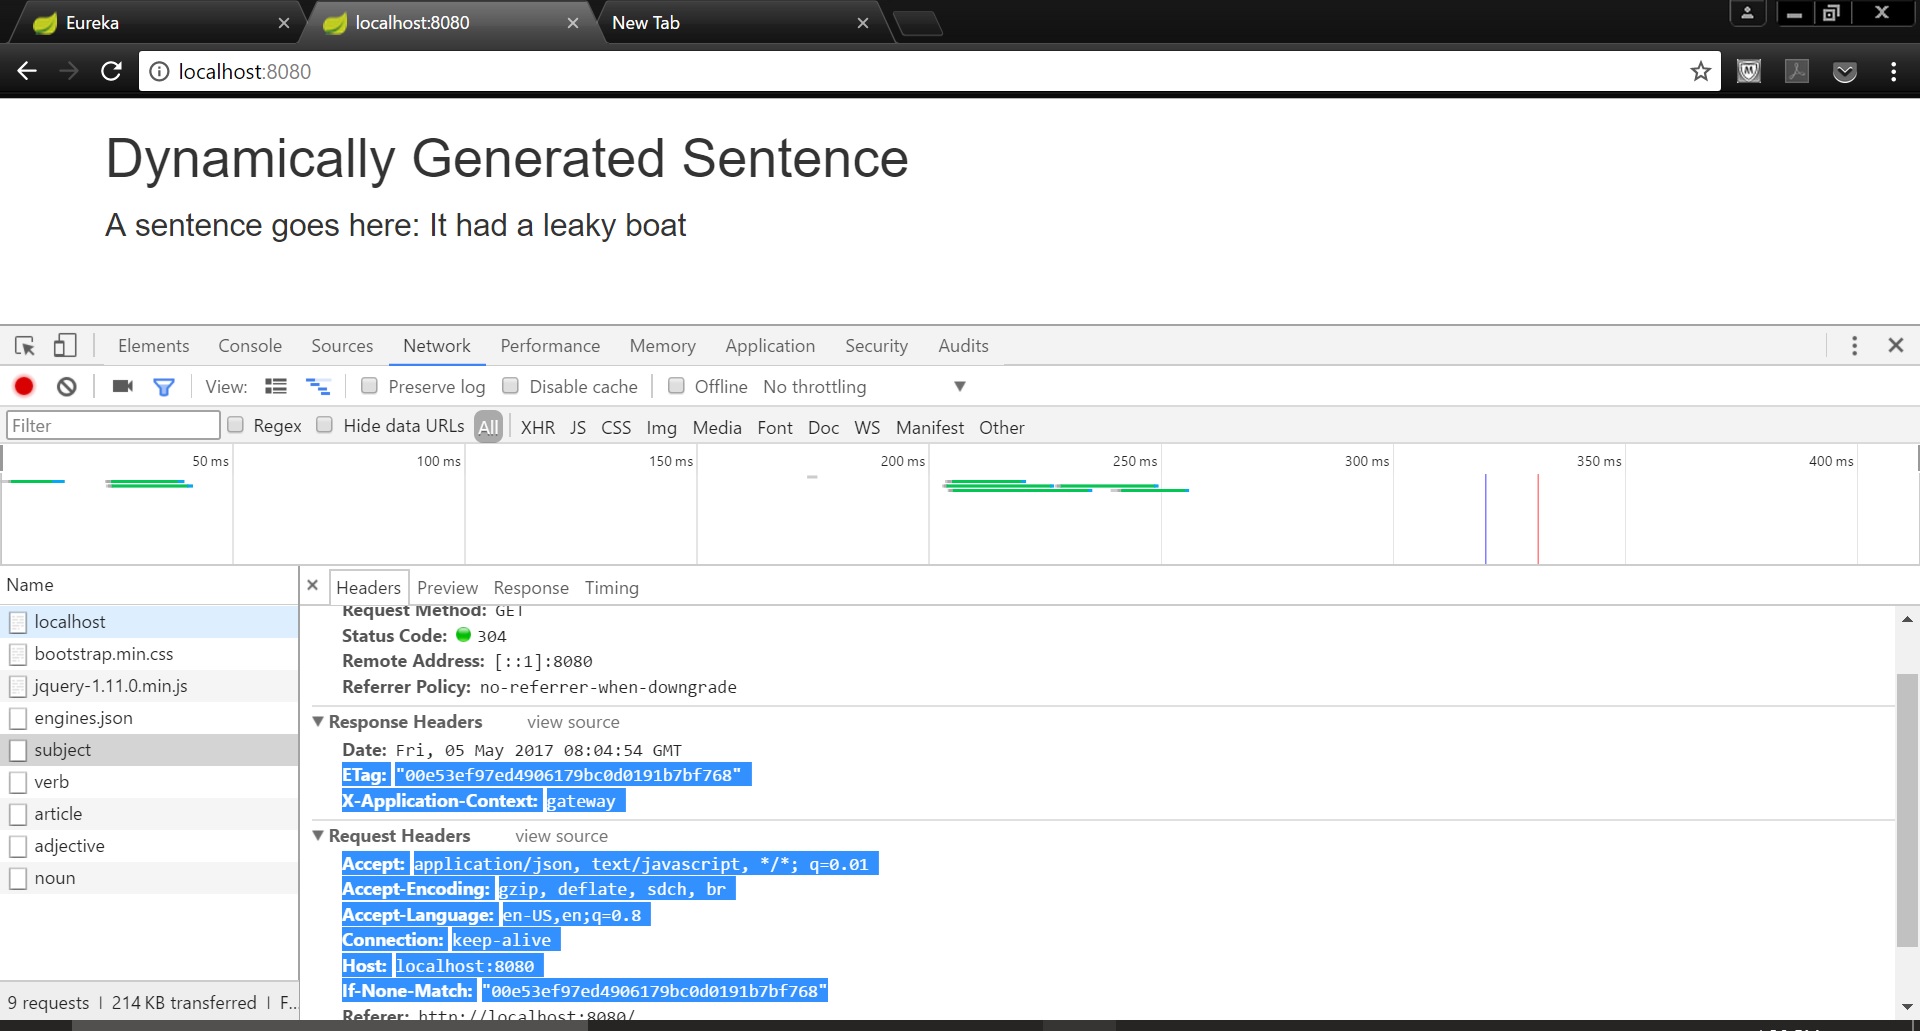 Eureka
localhost:8080
New Tab
localhost:8080
Dynamically Generated Sentence
A sentence goes here: It had a leaky boat
Elements Console Sources Network Performance Memory Application Security Audits
View: Preserve log Disable cache Offline No throttling
Filter Regex Hide data URLs All XHR JS CSS Img Media Font Doc WS Manifest Other
50 ms 100 ms 150 ms 200 ms 250 ms 300 ms 350 ms 400 ms
Name
localhost
bootstrap.min.css
jquery-1.11.0.min.js
engines.json
subject
verb
article
adjective
noun
9 requests | 214 KB transferred | F...
Headers Preview Response Timing
Request Method: GET
Status Code: 304
Remote Address: [::1]:8080
Referrer Policy: no-referrer-when-downgrade
Response Headers view source
Date: Fri, 05 May 2017 08:04:54 GMT
ETag: "00e53ef97ed4906179bc0d0191b7bf768"
X-Application-Context: gateway
Request Headers view source
Accept: application/json, text/javascript, */*; q=0.01
Accept-Encoding: gzip, deflate, sdch, br
Accept-Language: en-US,en;q=0.8
Connection: keep-alive
Host: localhost:8080
If-None-Match: "00e53ef97ed4906179bc0d0191b7bf768"
Referer: http://localhost:8080/